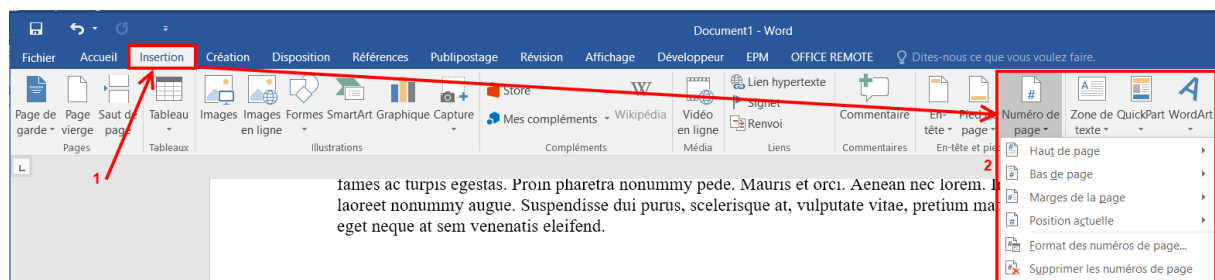 Document1 - Word
Fichier Accueil Insertion Création Disposition Références Publipostage Révision Affichage Développeur EPM OFFICE REMOTE Dites-nous ce que vous voulez faire.
Page de garde
Page vierge
Saut de page
Tableau
Images
Images en ligne
Formes
SmartArt
Graphique
Capture
Store
Mes compléments
Wikipédia
Vidéo en ligne
Lien hypertexte
Signet
Renvoi
Commentaire
En-tête
Pied de page
Numéro de page
Zone de texte
QuickPart
WordArt
Pages Tableaux Illustrations Compléments Média Liens Commentaires En-tête et pie
1
2
Haut de page
Bas de page
Marges de la page
Position actuelle
Format des numéros de page...
Supprimer les numéros de page
L
fames ac turpis egestas. Proin pharetra nonummy pede. Mauris et orci. Aenean nec lorem.
laoreet nonummy augue. Suspendisse dui purus, scelerisque at, vulputate vitae, pretium ma
eget neque at sem venenatis eleifend.